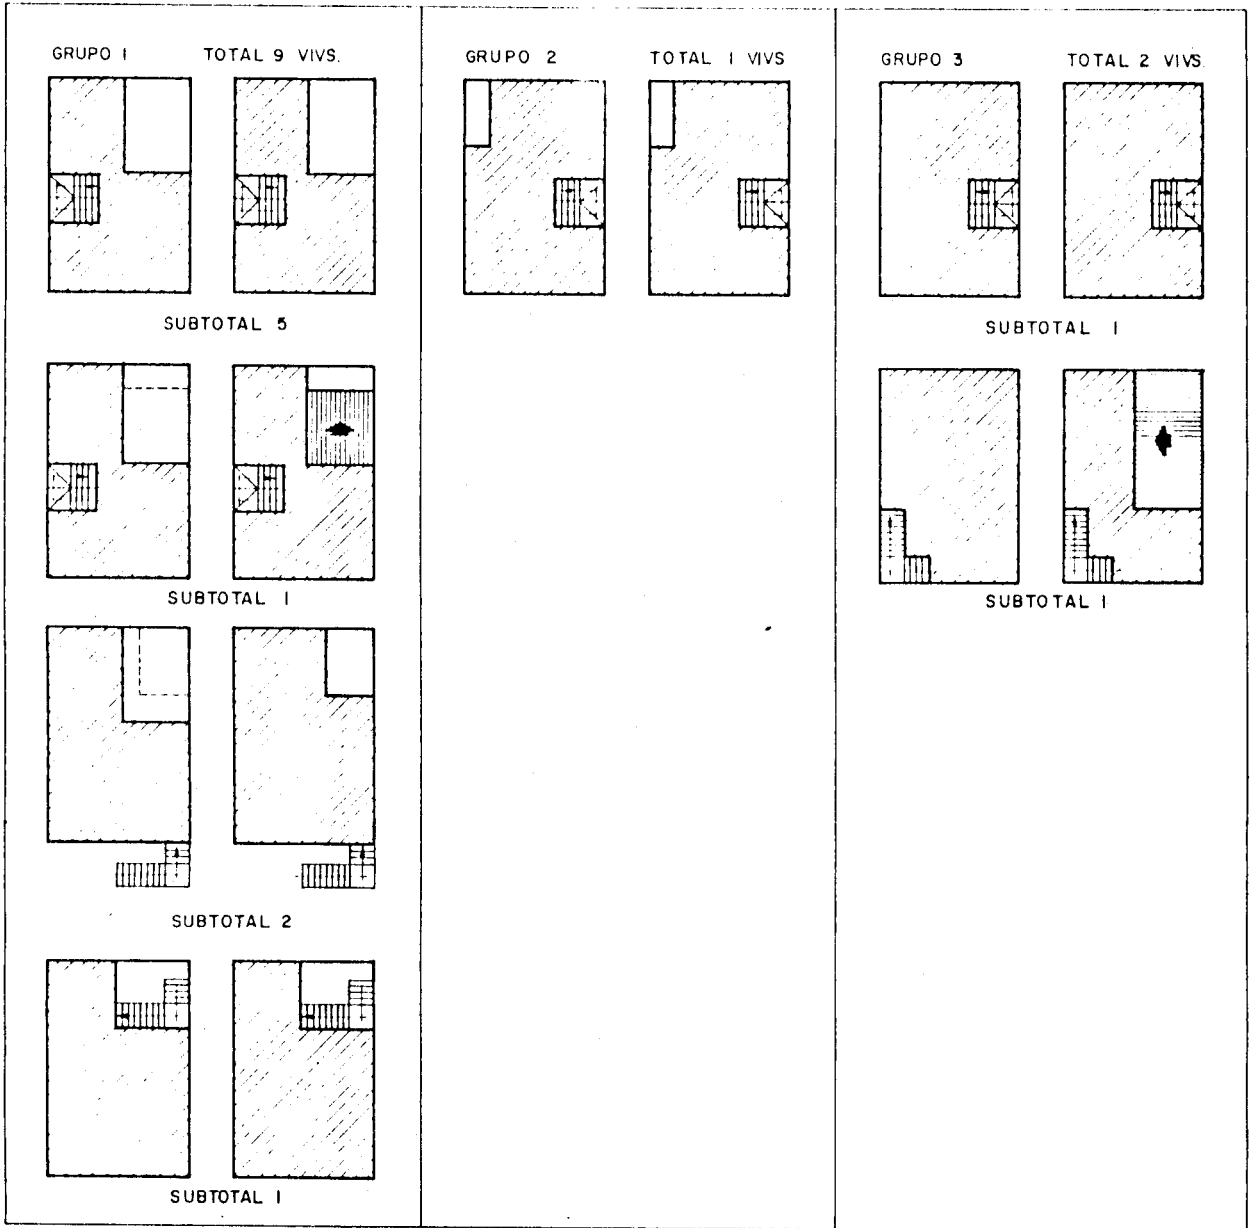 GRUPO 1 TOTAL 9 VIVS.
SUBTOTAL 5
SUBTOTAL 1
SUBTOTAL 2
SUBTOTAL 1
GRUPO 2 TOTAL 1 VIVS
GRUPO 3 TOTAL 2 VIVS.
SUBTOTAL 1
SUBTOTAL 1